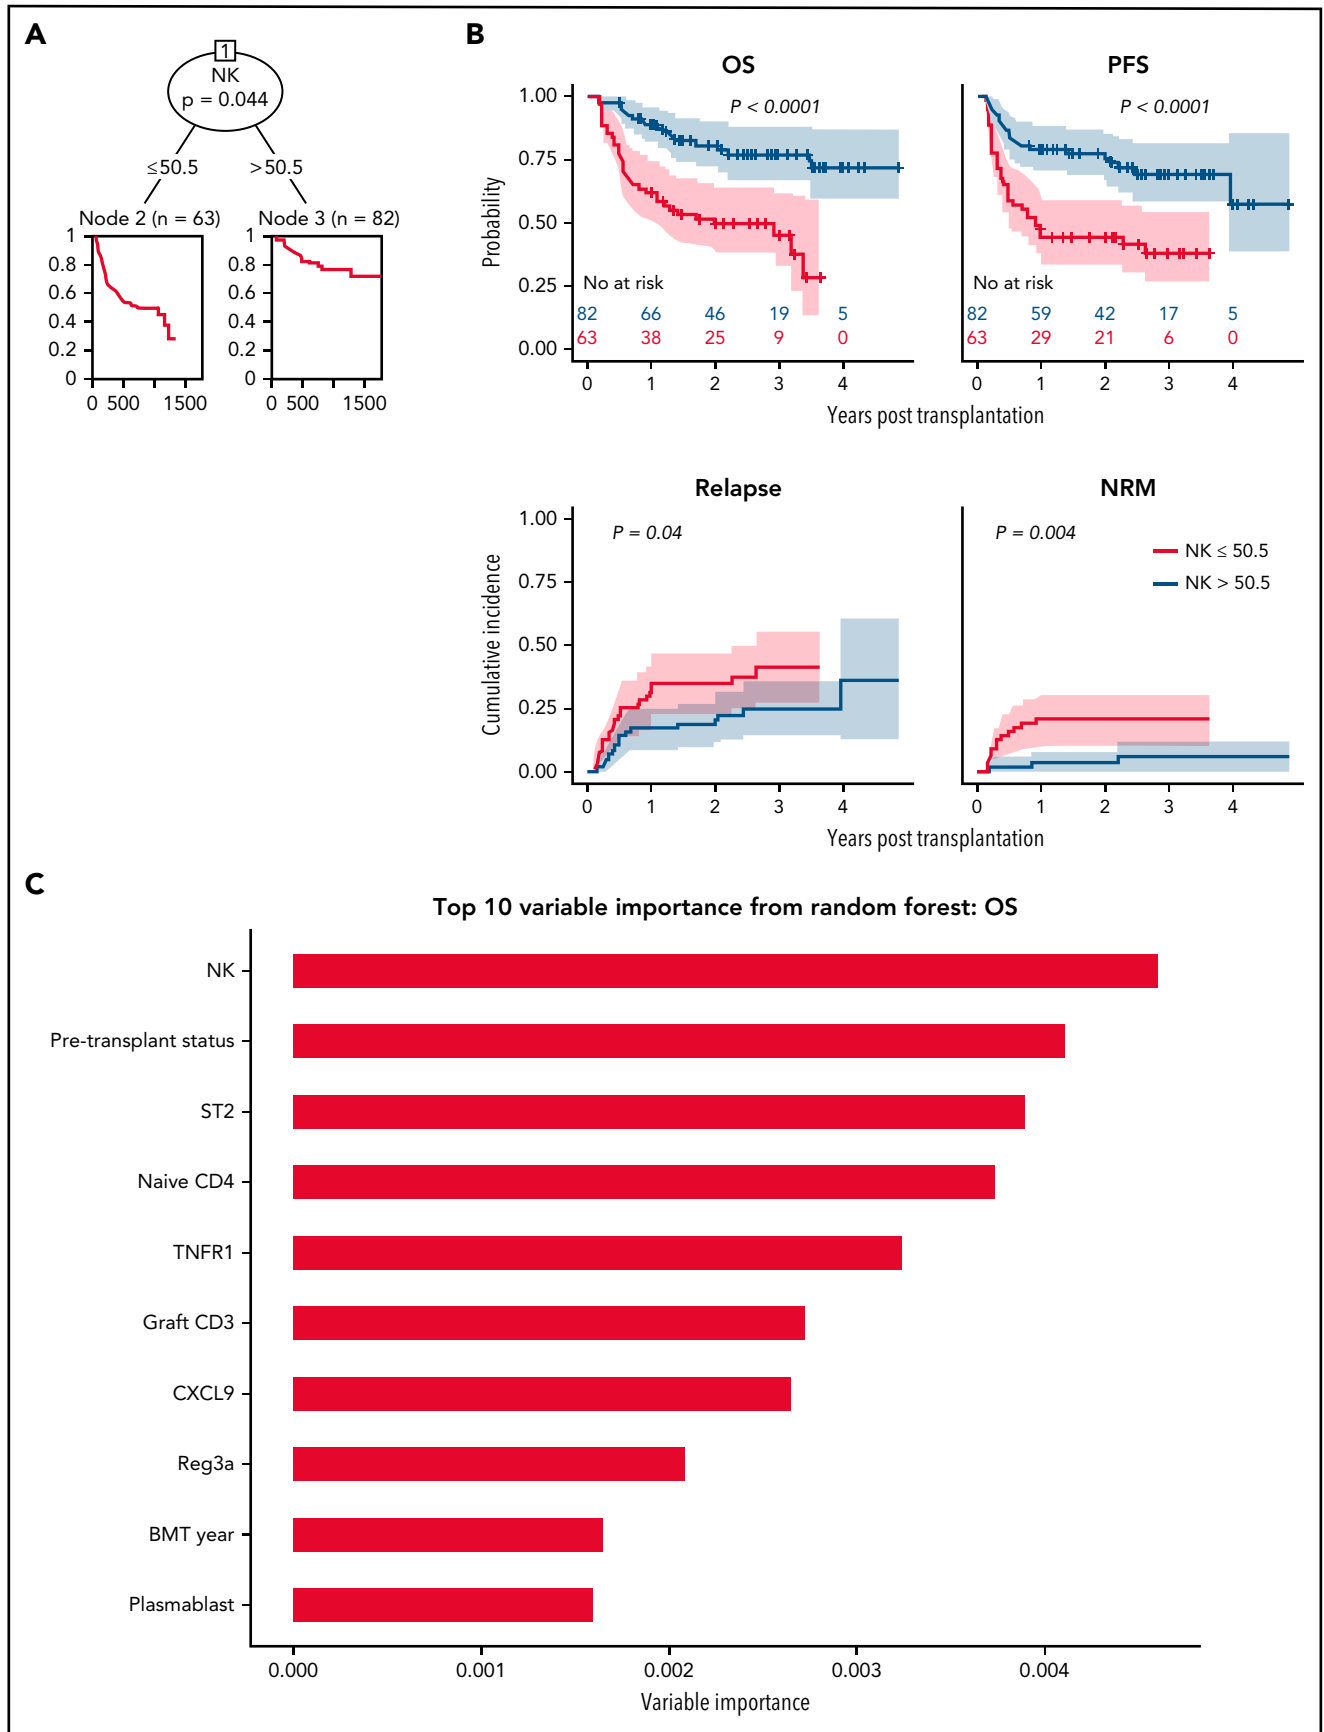 A
1
NK
p = 0.044
≤50.5 >50.5
Node 2 (n = 63) Node 3 (n = 82)
1 1
0.8 0.8
0.6 0.6
0.4 0.4
0.2 0.2
0 0
0 500 1500 0 500 1500
B
OS
P < 0.0001
Probability
1.00
0.75
0.50
0.25
0.00
No at risk
82 66 46 19 5
63 38 25 9 0
0 1 2 3 4
PFS
P < 0.0001
No at risk
82 59 42 17 5
63 29 21 6 0
0 1 2 3 4
Years post transplantation
Relapse
P = 0.04
Cumulative incidence
1.00
0.75
0.50
0.25
0.00
0 1 2 3 4
NRM
P = 0.004
NK ≤ 50.5
NK > 50.5
0 1 2 3 4
Years post transplantation
C
Top 10 variable importance from random forest: OS
NK
Pre-transplant status
ST2
Naive CD4
TNFR1
Graft CD3
CXCL9
Reg3a
BMT year
Plasmablast
0.000 0.001 0.002 0.003 0.004
Variable importance